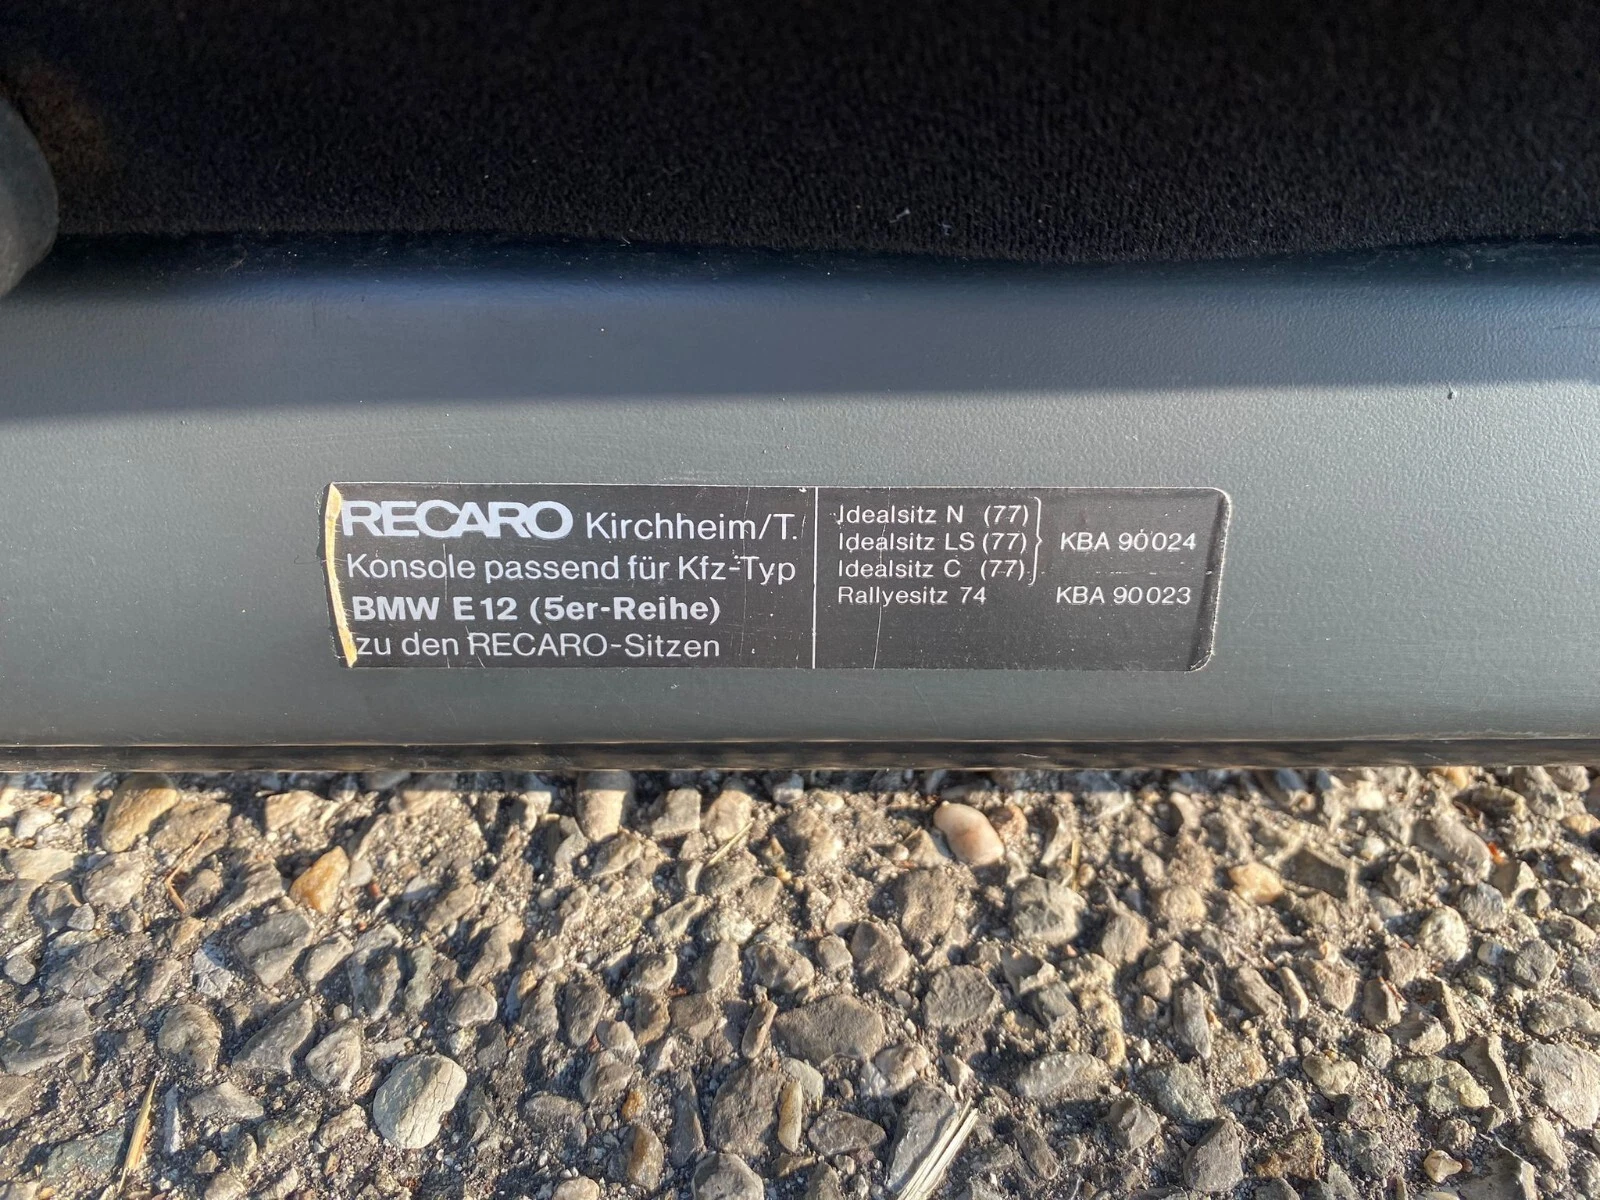 RECARO Kirchheim/T.
Konsole passend für Kfz-Typ
BMW E12 (5er-Reihe)
zu den RECARO-Sitzen
Idealsitz N (77)
Idealsitz LS (77) KBA 90024
Idealsitz C (77)
Rallyesitz 74 KBA 90023